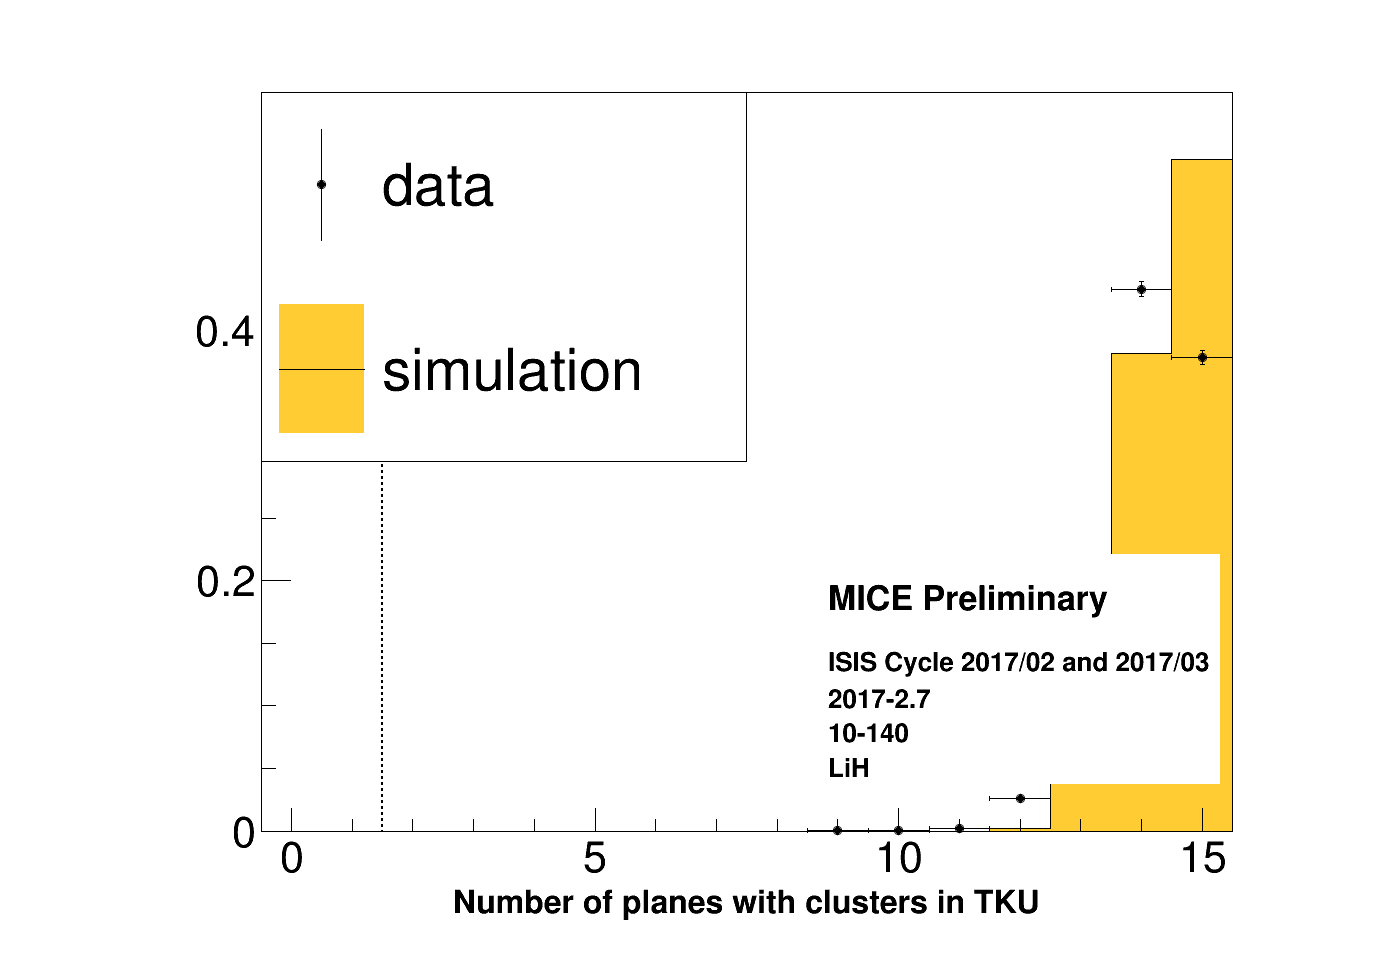 data
simulation
0.4
0.2
0
MICE Preliminary
ISIS Cycle 2017/02 and 2017/03
2017-2.7
10-140
LiH
0 5 10 15
Number of planes with clusters in TKU